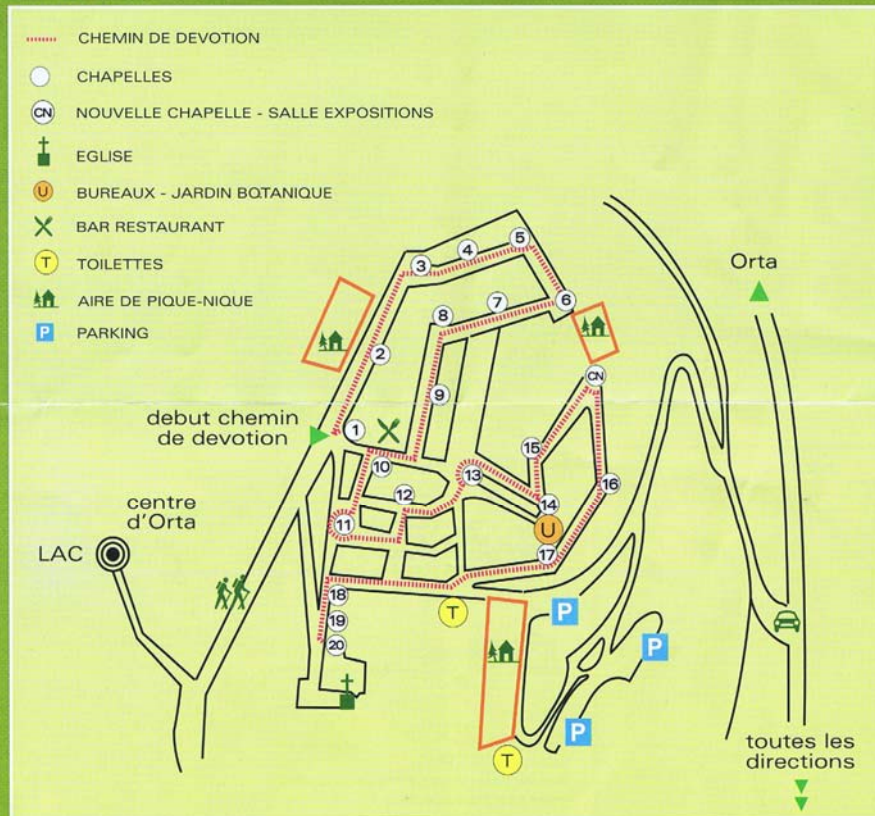 CHEMIN DE DEVOTION
CHAPELLES
CN NOUVELLE CHAPELLE - SALLE EXPOSITIONS
EGLISE
U BUREAUX - JARDIN BOTANIQUE
BAR RESTAURANT
T TOILETTES
AIRE DE PIQUE-NIQUE
P PARKING
5
4
3
6
7
8
2
9
CN
Orta
debut chemin
de devotion
1
10
15
13
16
12
14
centre
d'Orta
11
U
LAC
17
18
T
P
19
20
P
P
T
toutes les
directions